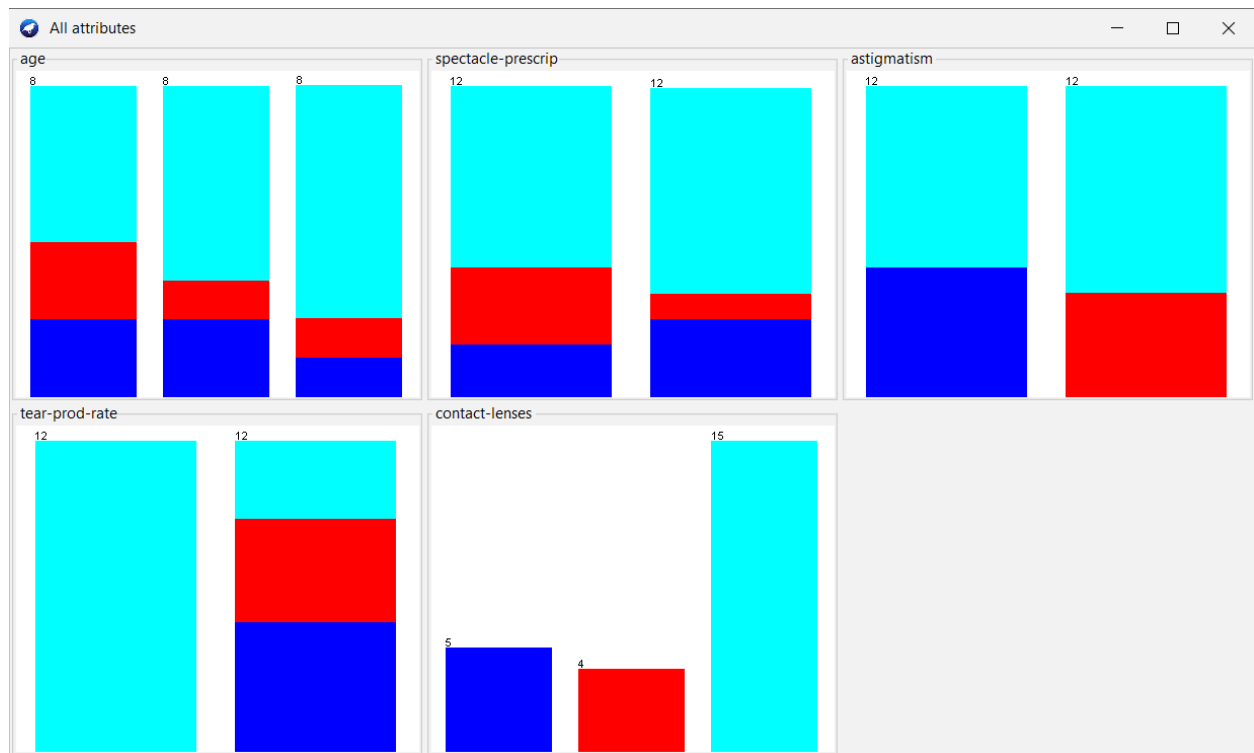 All attributes
age
spectacle-prescrip
astigmatism
8
8
8
12
12
12
12
tear-prod-rate
contact-lenses
12
12
5
4
15